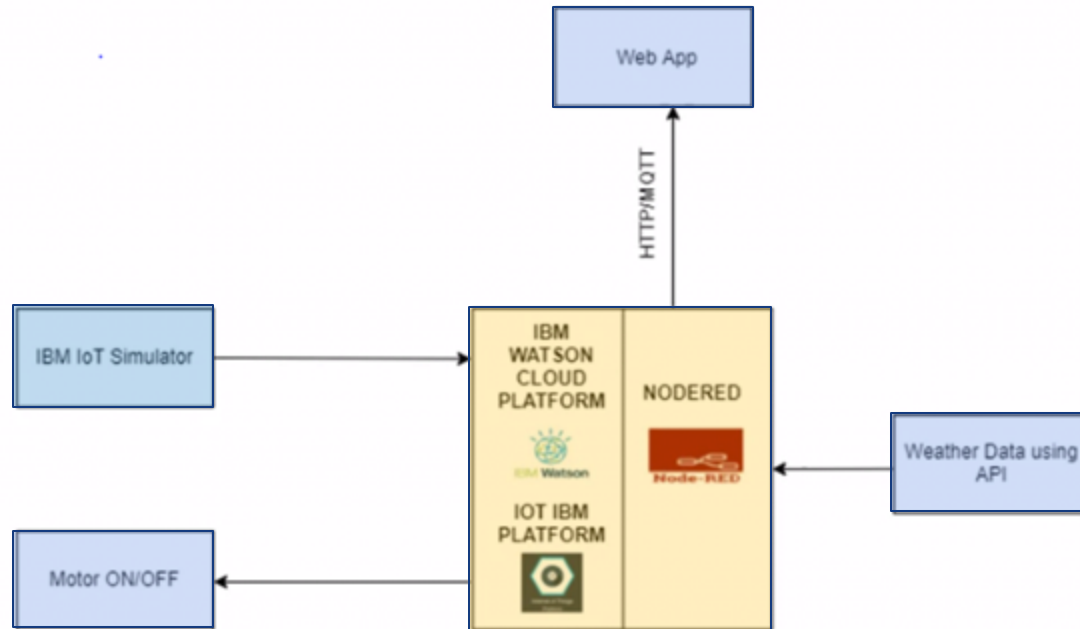 Web App
HTTP/MQTT
IBM IoT Simulator
IBM
WATSON
CLOUD
PLATFORM
IBM Watson
IOT IBM
PLATFORM
NODERED
Node-RED
Weather Data using
API
Motor ON/OFF